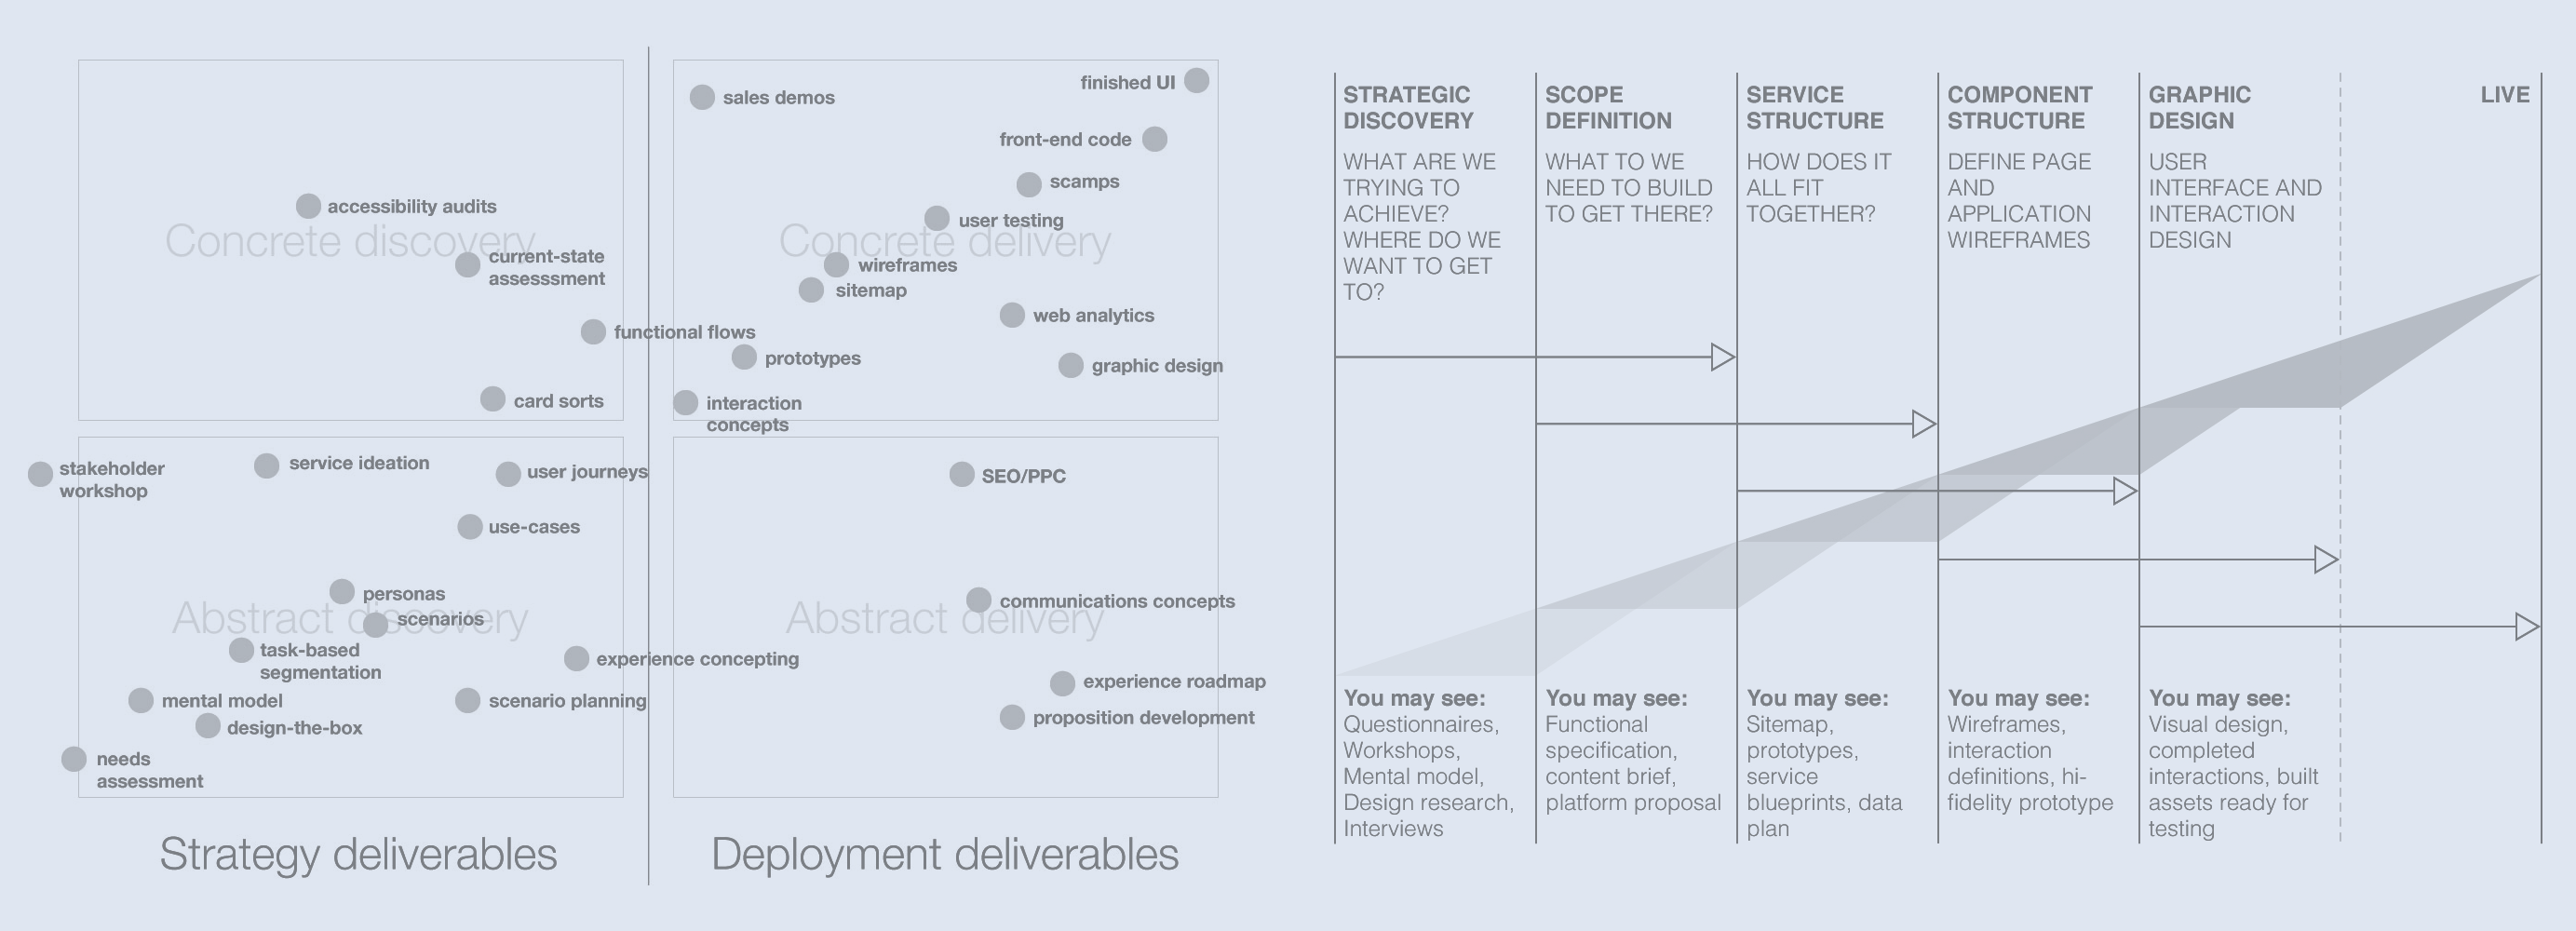 sales demos
finished UI
front-end code
scamps
accessibility audits
user testing
Concrete discovery
Concrete delivery
current-state
assesssment
wireframes
sitemap
web analytics
functional flows
prototypes
graphic design
card sorts
interaction
concepts
stakeholder
workshop
service ideation
user journeys
SEO/PPC
use-cases
personas
communications concepts
Abstract discovery
Abstract delivery
scenarios
task-based
segmentation
experience concepting
experience roadmap
mental model
scenario planning
design-the-box
proposition development
needs
assessment
Strategy deliverables
Deployment deliverables
STRATEGIC
DISCOVERY
WHAT ARE WE
TRYING TO
ACHIEVE?
WHERE DO WE
WANT TO GET
TO?
You may see:
Questionnaires,
Workshops,
Mental model,
Design research,
Interviews
SCOPE
DEFINITION
WHAT TO WE
NEED TO BUILD
TO GET THERE?
You may see:
Functional
specification,
content brief,
platform proposal
SERVICE
STRUCTURE
HOW DOES IT
ALL FIT
TOGETHER?
You may see:
Sitemap,
prototypes,
service
blueprints, data
plan
COMPONENT
STRUCTURE
DEFINE PAGE
AND
APPLICATION
WIREFRAMES
You may see:
Wireframes,
interaction
definitions, hi-
fidelity prototype
GRAPHIC
DESIGN
USER
INTERFACE AND
INTERACTION
DESIGN
You may see:
Visual design,
completed
interactions, built
assets ready for
testing
LIVE